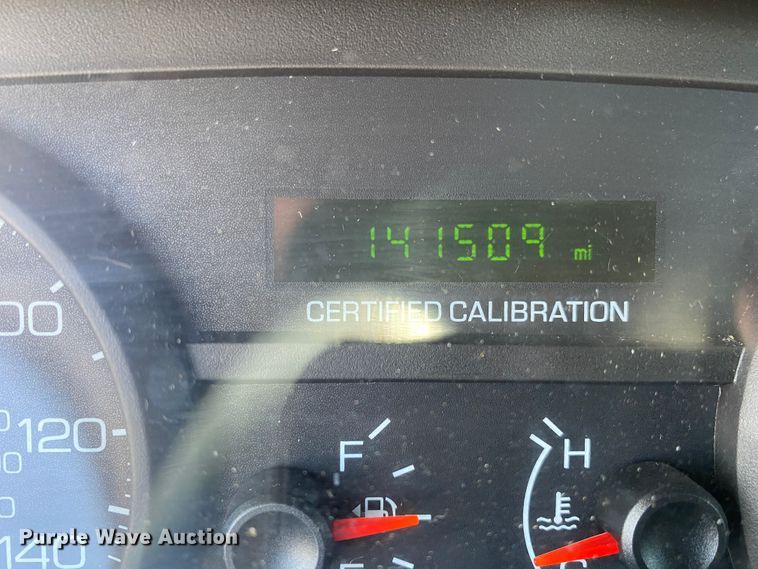 141509 mi
CERTIFIED CALIBRATION
120
140
F
H
Purple Wave Auction